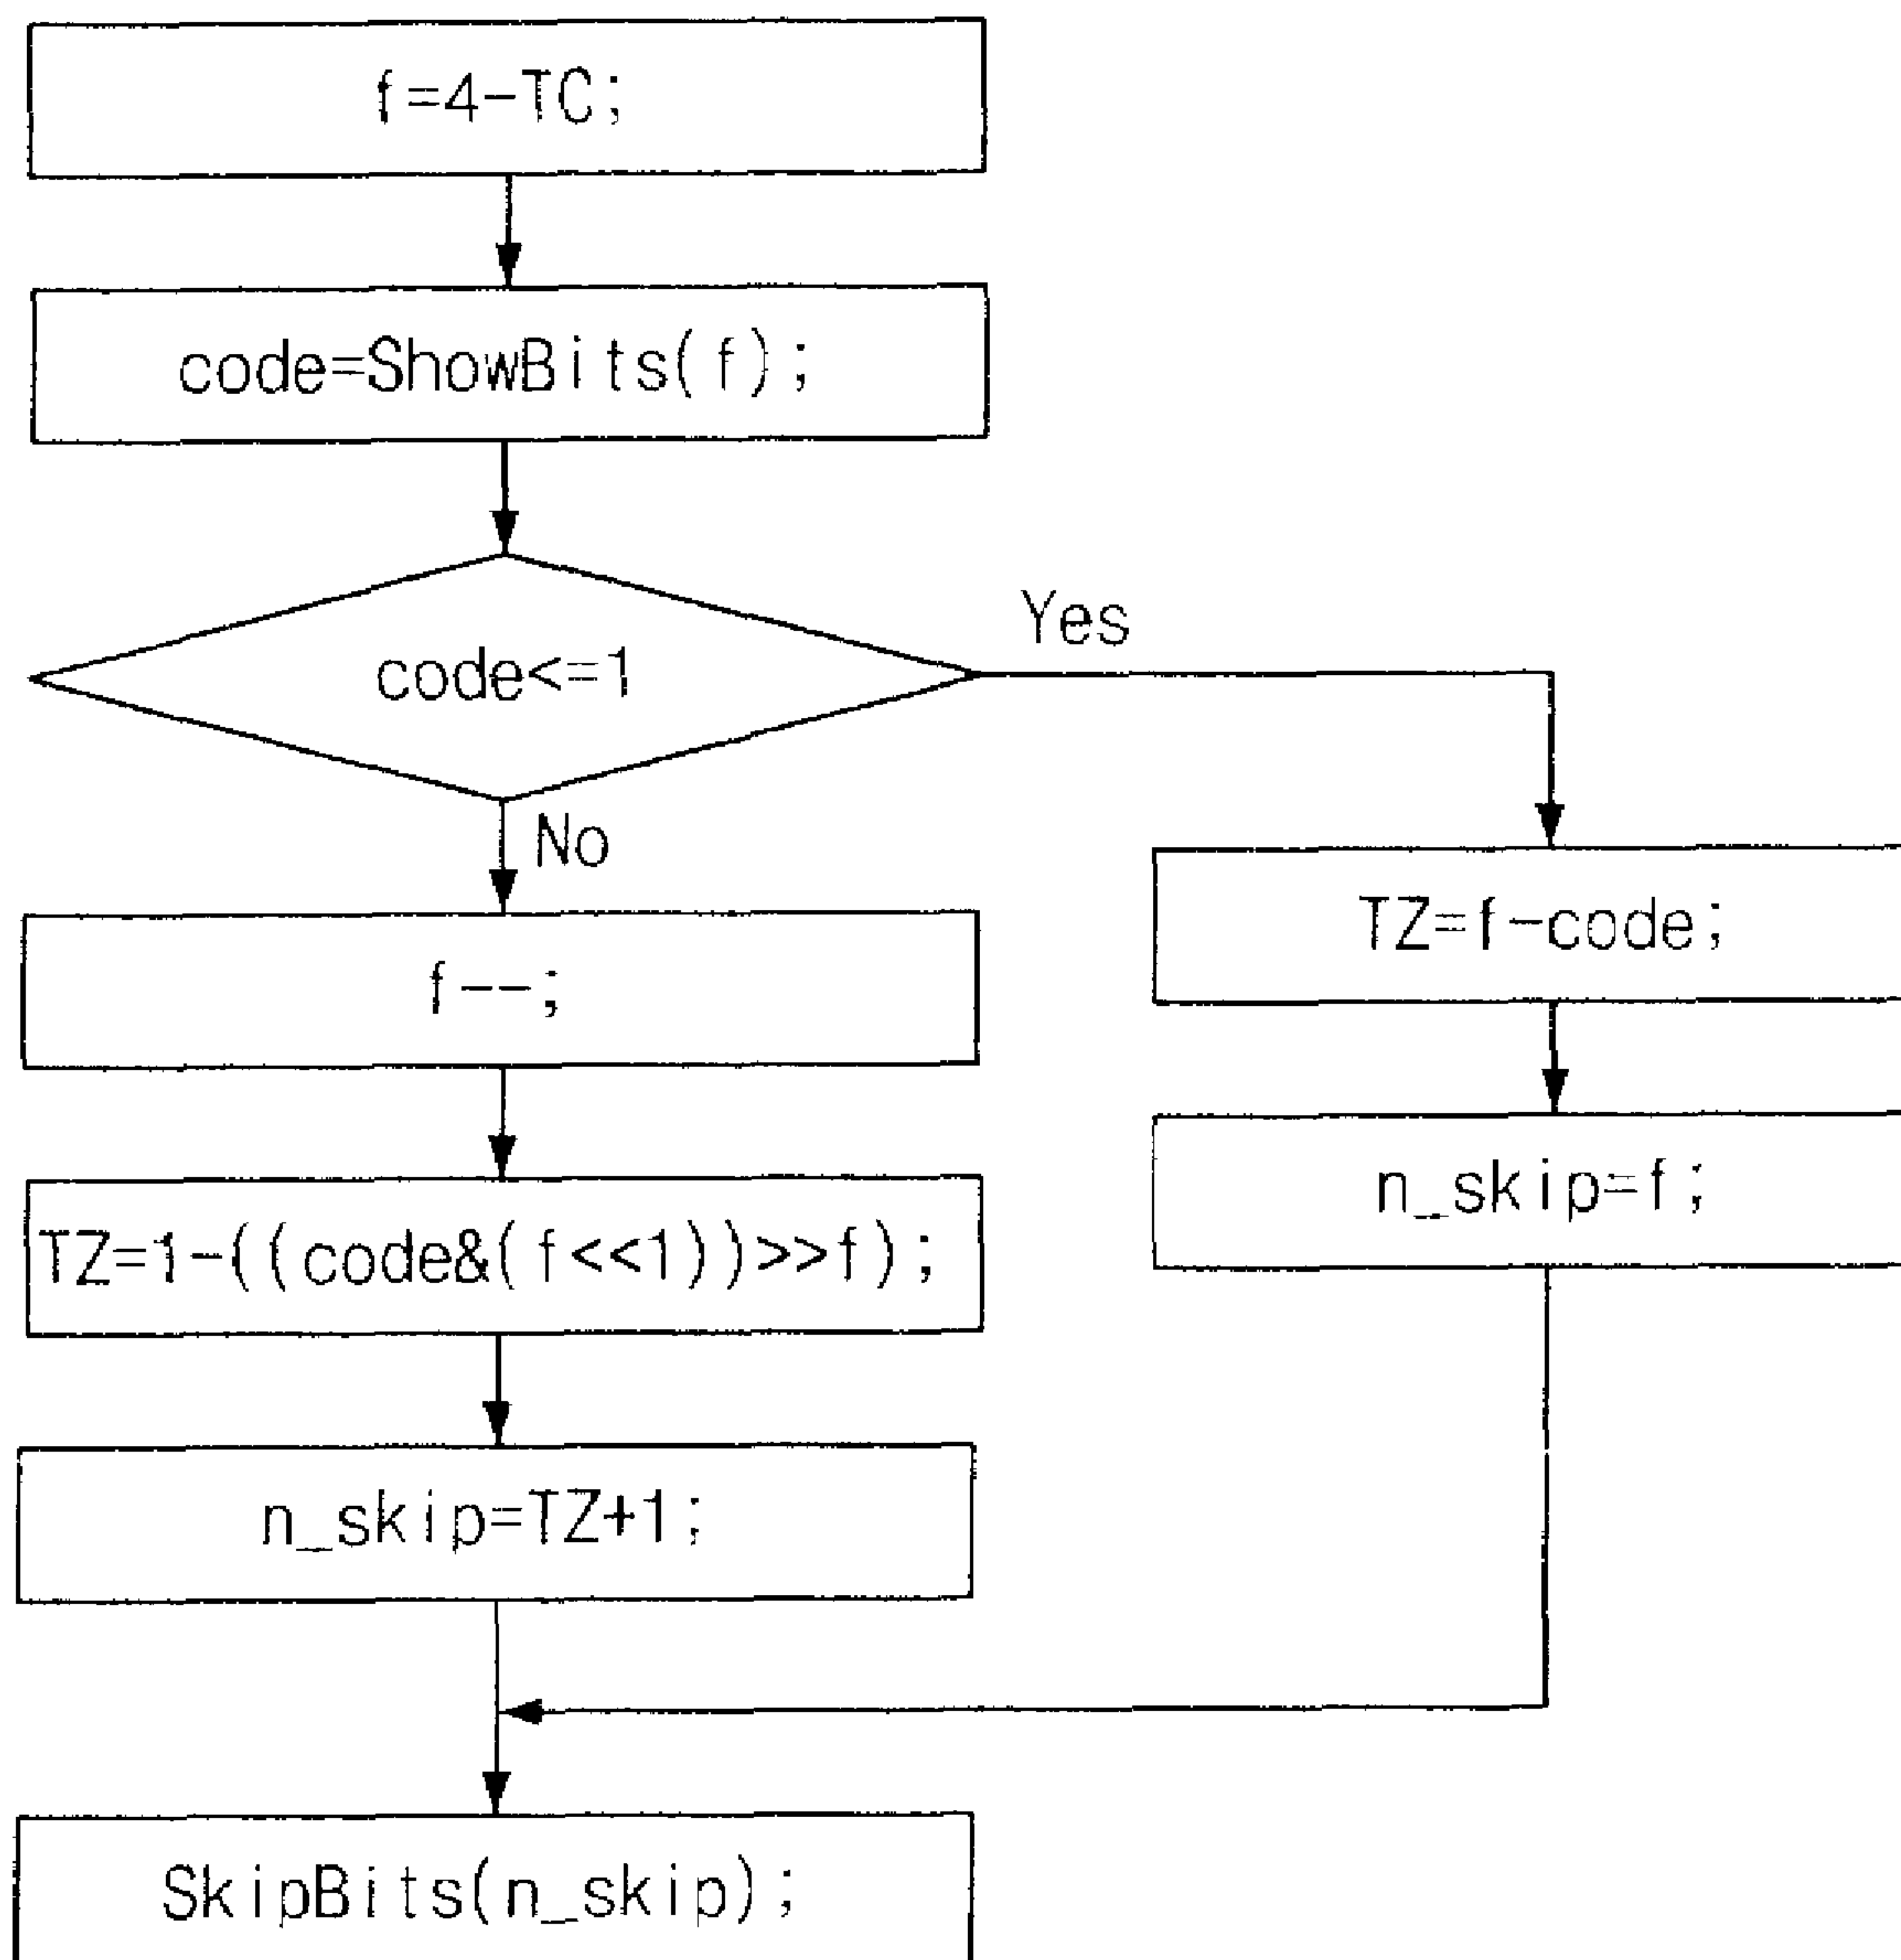 f=4-TC;
code=ShowBits(f);
code<=1
Yes
No
f--;
TZ=f-code;
n_skip=f;
TZ=1-((code&(f<<1))>>f);
n_skip=TZ+1;
SkipBits(n_skip);